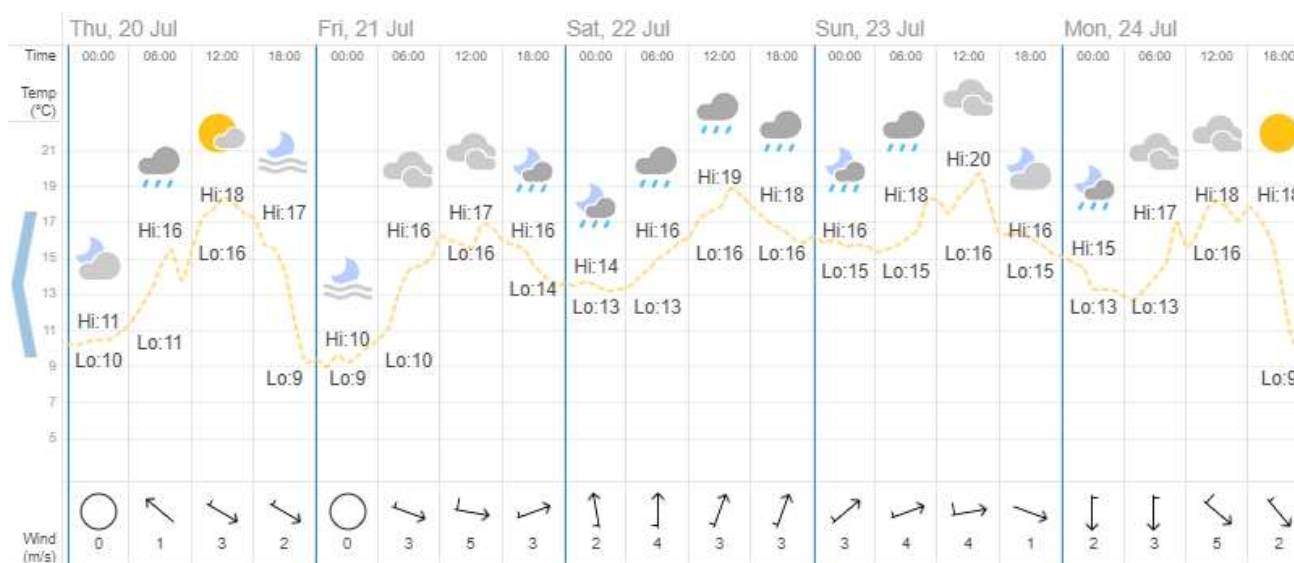 Thu, 20 Jul Fri, 21 Jul Sat, 22 Jul Sun, 23 Jul Mon, 24 Jul
Time 00:00 06:00 12:00 18:00 00:00 06:00 12:00 18:00 00:00 06:00 12:00 18:00 00:00 06:00 12:00 18:00 00:00 06:00 12:00 18:00
Temp
(°C)
21
Hi:20
19 Hi:19
Hi:18 Hi:18 Hi:18 Hi:18 Hi:18
Hi:17 Hi:17 Hi:17
17
Hi:16 Hi:16 Hi:16 Hi:16 Hi:16
Lo:16 Lo:16 Lo:16 Lo:16 Lo:16 Lo:16
Hi:15
15
Hi:14 Lo:15 Lo:15 Lo:15
Lo:14
13
Lo:13 Lo:13 Lo:13 Lo:13
Hi:11
11
Hi:10
Lo:11
Lo:10 Lo:10
9
Lo:9 Lo:9 Lo:9
7
5
Wind
(m/s)
0 1 3 2 0 3 5 3 2 4 3 3 3 4 4 1 2 3 5 2